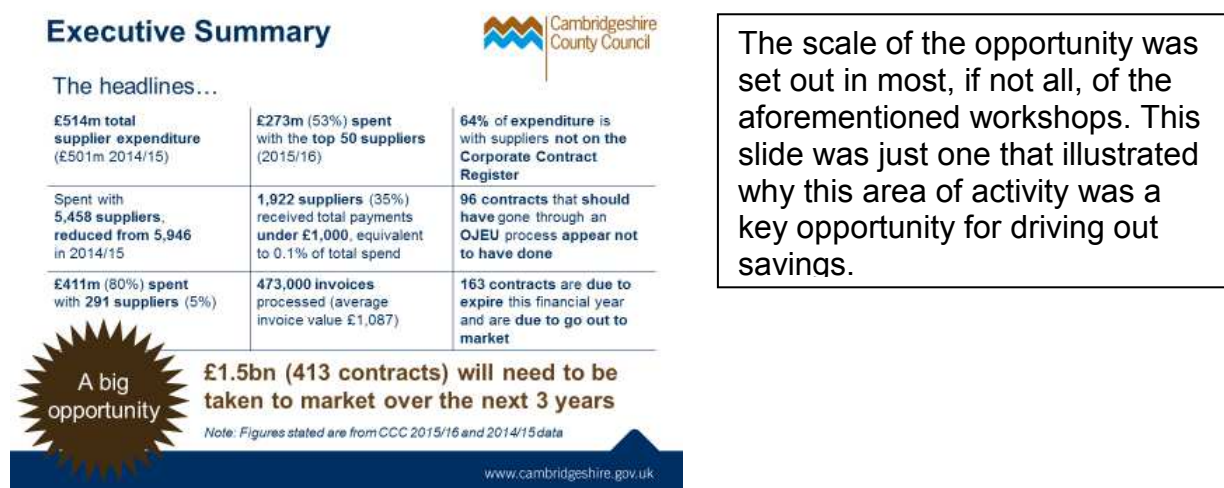 Executive Summary
Cambridgeshire
County Council
The headlines…
£514m total
supplier expenditure
(£501m 2014/15)
£273m (53%) spent
with the top 50 suppliers
(2015/16)
64% of expenditure is
with suppliers not on the
Corporate Contract
Register
Spent with
5,458 suppliers,
reduced from 5,946
in 2014/15
1,922 suppliers (35%)
received total payments
under £1,000, equivalent
to 0.1% of total spend
96 contracts that should
have gone through an
OJEU process appear not
to have done
£411m (80%) spent
with 291 suppliers (5%)
473,000 invoices
processed (average
invoice value £1,087)
163 contracts are due to
expire this financial year
and are due to go out to
market
A big
opportunity
£1.5bn (413 contracts) will need to be
taken to market over the next 3 years
Note: Figures stated are from CCC 2015/16 and 2014/15 data
www.cambridgeshire.gov.uk
The scale of the opportunity was
set out in most, if not all, of the
aforementioned workshops. This
slide was just one that illustrated
why this area of activity was a
key opportunity for driving out
savings.